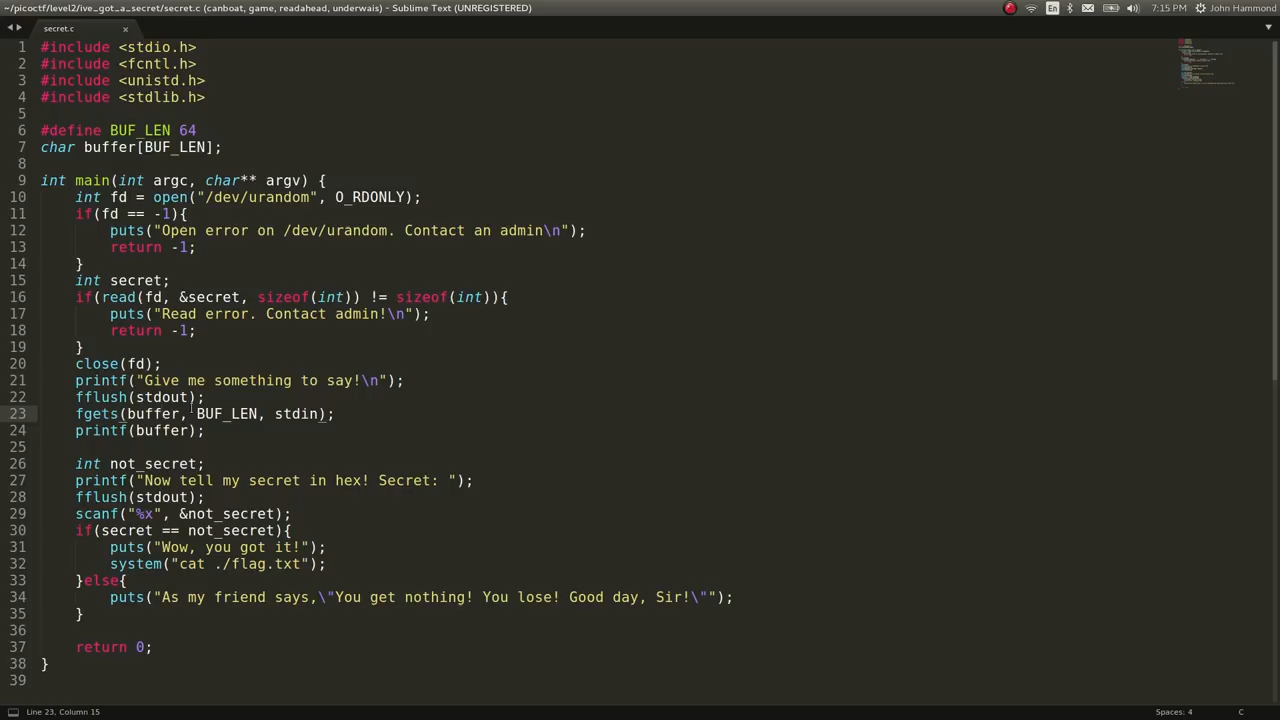 ~/picoctf/level2/ive_got_a_secret/secret.c (canboat, game, readahead, underwais) - Sublime Text (UNREGISTERED)
En
7:15 PM
John Hammond
secret.c
×
1 #include <stdio.h>
2 #include <fcntl.h>
3 #include <unistd.h>
4 #include <stdlib.h>
5
6 #define BUF_LEN 64
7 char buffer[BUF_LEN];
8
9 int main(int argc, char** argv) {
10     int fd = open("/dev/urandom", O_RDONLY);
11     if(fd == -1){
12         puts("Open error on /dev/urandom. Contact an admin\n");
13         return -1;
14     }
15     int secret;
16     if(read(fd, &secret, sizeof(int)) != sizeof(int)){
17         puts("Read error. Contact admin!\n");
18         return -1;
19     }
20     close(fd);
21     printf("Give me something to say!\n");
22     fflush(stdout);
23     fgets(buffer, BUF_LEN, stdin);
24     printf(buffer);
25
26     int not_secret;
27     printf("Now tell my secret in hex! Secret: ");
28     fflush(stdout);
29     scanf("%x", &not_secret);
30     if(secret == not_secret){
31         puts("Wow, you got it!");
32         system("cat ./flag.txt");
33     }else{
34         puts("As my friend says,\"You get nothing! You lose! Good day, Sir!\"");
35     }
36
37     return 0;
38 }
39
Line 23, Column 15
Spaces: 4
C